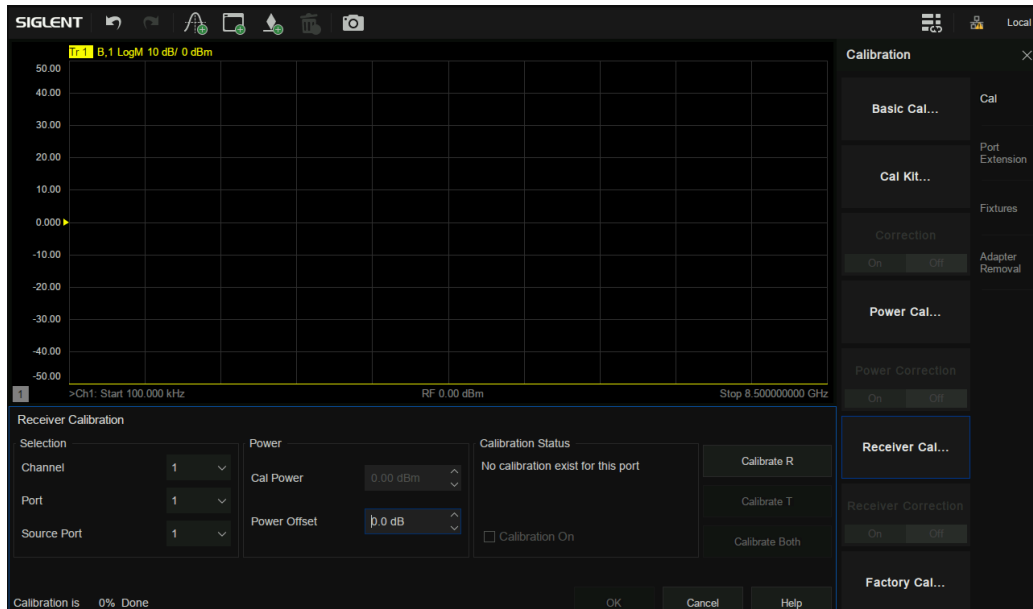 SIGLENT
Local
Tr 1 B,1 LogM 10 dB/ 0 dBm
50.00
40.00
30.00
20.00
10.00
0.000
-10.00
-20.00
-30.00
-40.00
-50.00
1
>Ch1: Start 100.000 kHz RF 0.00 dBm Stop 8.500000000 GHz
Receiver Calibration
Selection
Channel 1
Port 1
Source Port 1
Power
Cal Power 0.00 dBm
Power Offset 0.0 dB
Calibration Status
No calibration exist for this port
Calibration On
Calibrate R
Calibrate T
Calibrate Both
Calibration is 0% Done
OK Cancel Help
Calibration
Basic Cal...
Cal Kit...
Correction
On Off
Power Cal...
Power Correction
On Off
Receiver Cal...
Receiver Correction
On Off
Factory Cal...
Cal
Port
Extension
Fixtures
Adapter
Removal